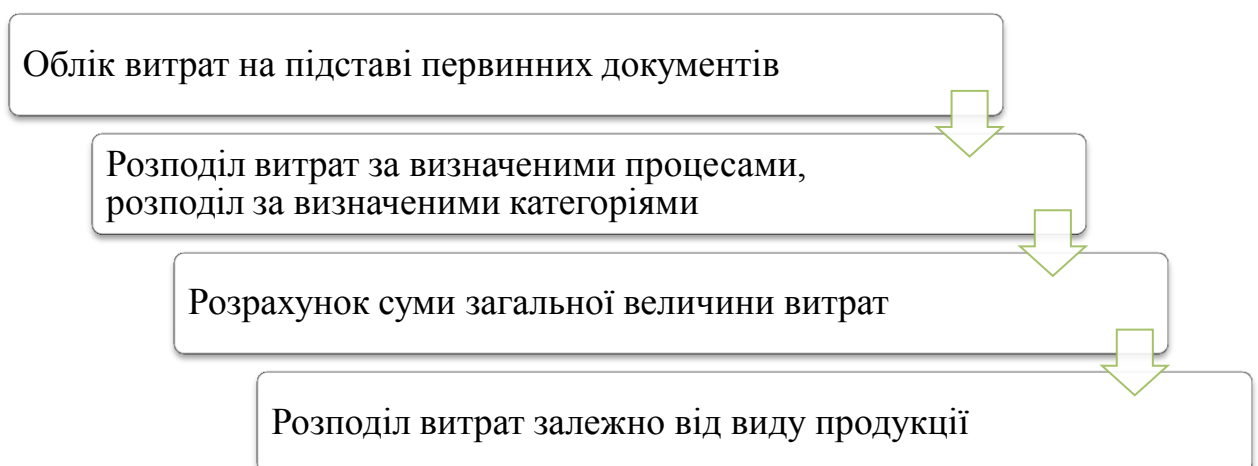 Облік витрат на підставі первинних документів
Розподіл витрат за визначеними процесами,
розподіл за визначеними категоріями
Розрахунок суми загальної величини витрат
Розподіл витрат залежно від виду продукції